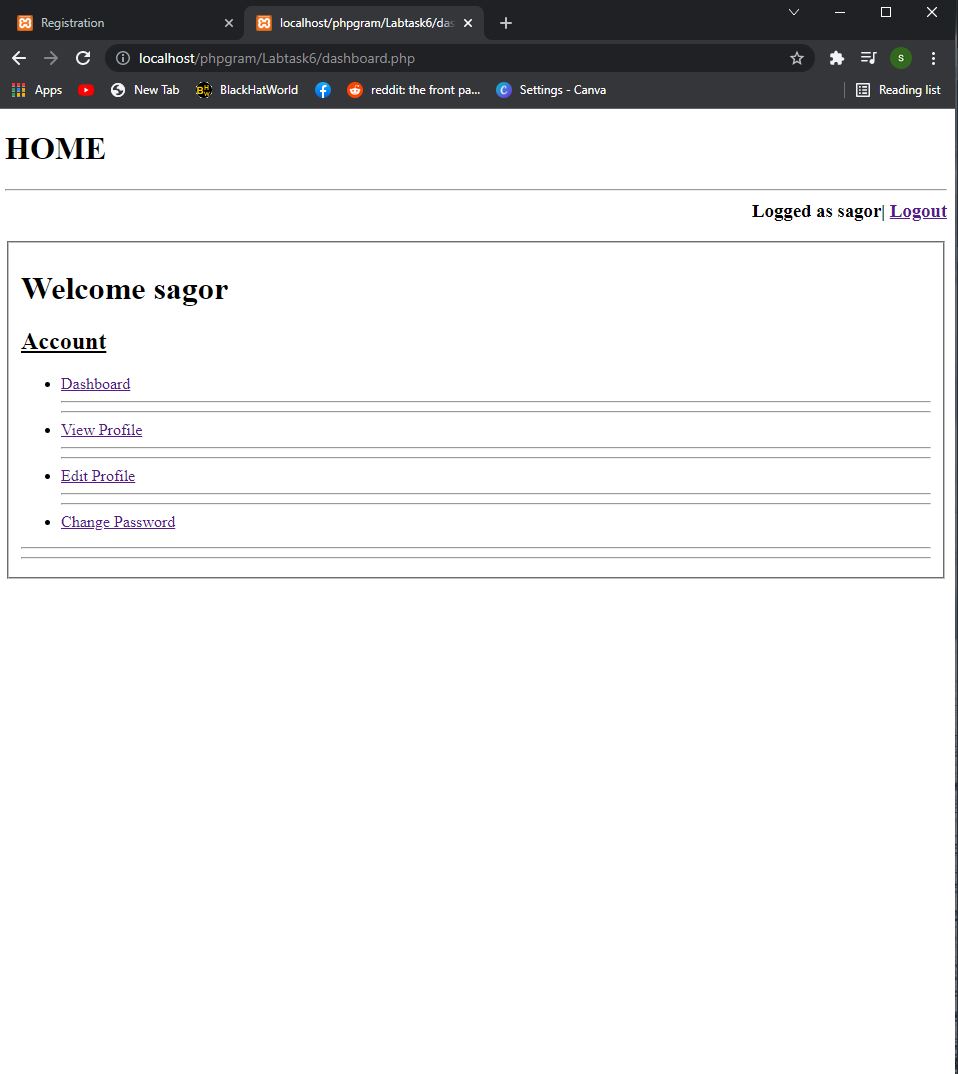 Registration
localhost/phpgram/Labtask6/das
localhost/phpgram/Labtask6/dashboard.php
S
Apps
New Tab
BHW
BlackHatWorld
reddit: the front pa...
C
Settings - Canva
Reading list
HOME
Logged as sagor| Logout
Welcome sagor
Account
Dashboard
View Profile
Edit Profile
Change Password